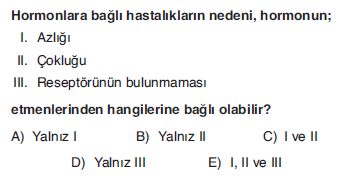 Hormonlara bağlı hastalıkların nedeni, hormonun;
I. Azlığı
II. Çokluğu
III. Reseptörünün bulunmaması
etmenlerinden hangilerine bağlı olabilir?
A) Yalnız I B) Yalnız II C) I ve II
D) Yalnız III E) I, II ve III